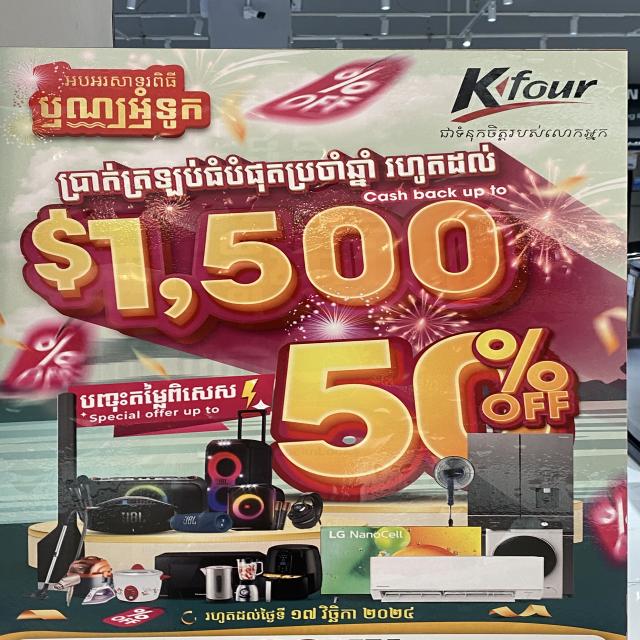 អបអរសាទរពិធី
បុណ្យអុំទូក
% OFF
K-four
ជាទំនុកចិត្តរបស់លោកអ្នក
ប្រាក់ត្រឡប់ធំបំផុតប្រចាំឆ្នាំ រហូតដល់
Cash back up to
$1,500
%
បញ្ចុះតម្លៃពិសេស
*Special offer up to
50% OFF
JBL
JBL
LG NanoCell
%
រហូតដល់ថ្ងៃទី ១៧ វិច្ឆិកា ២០២៤